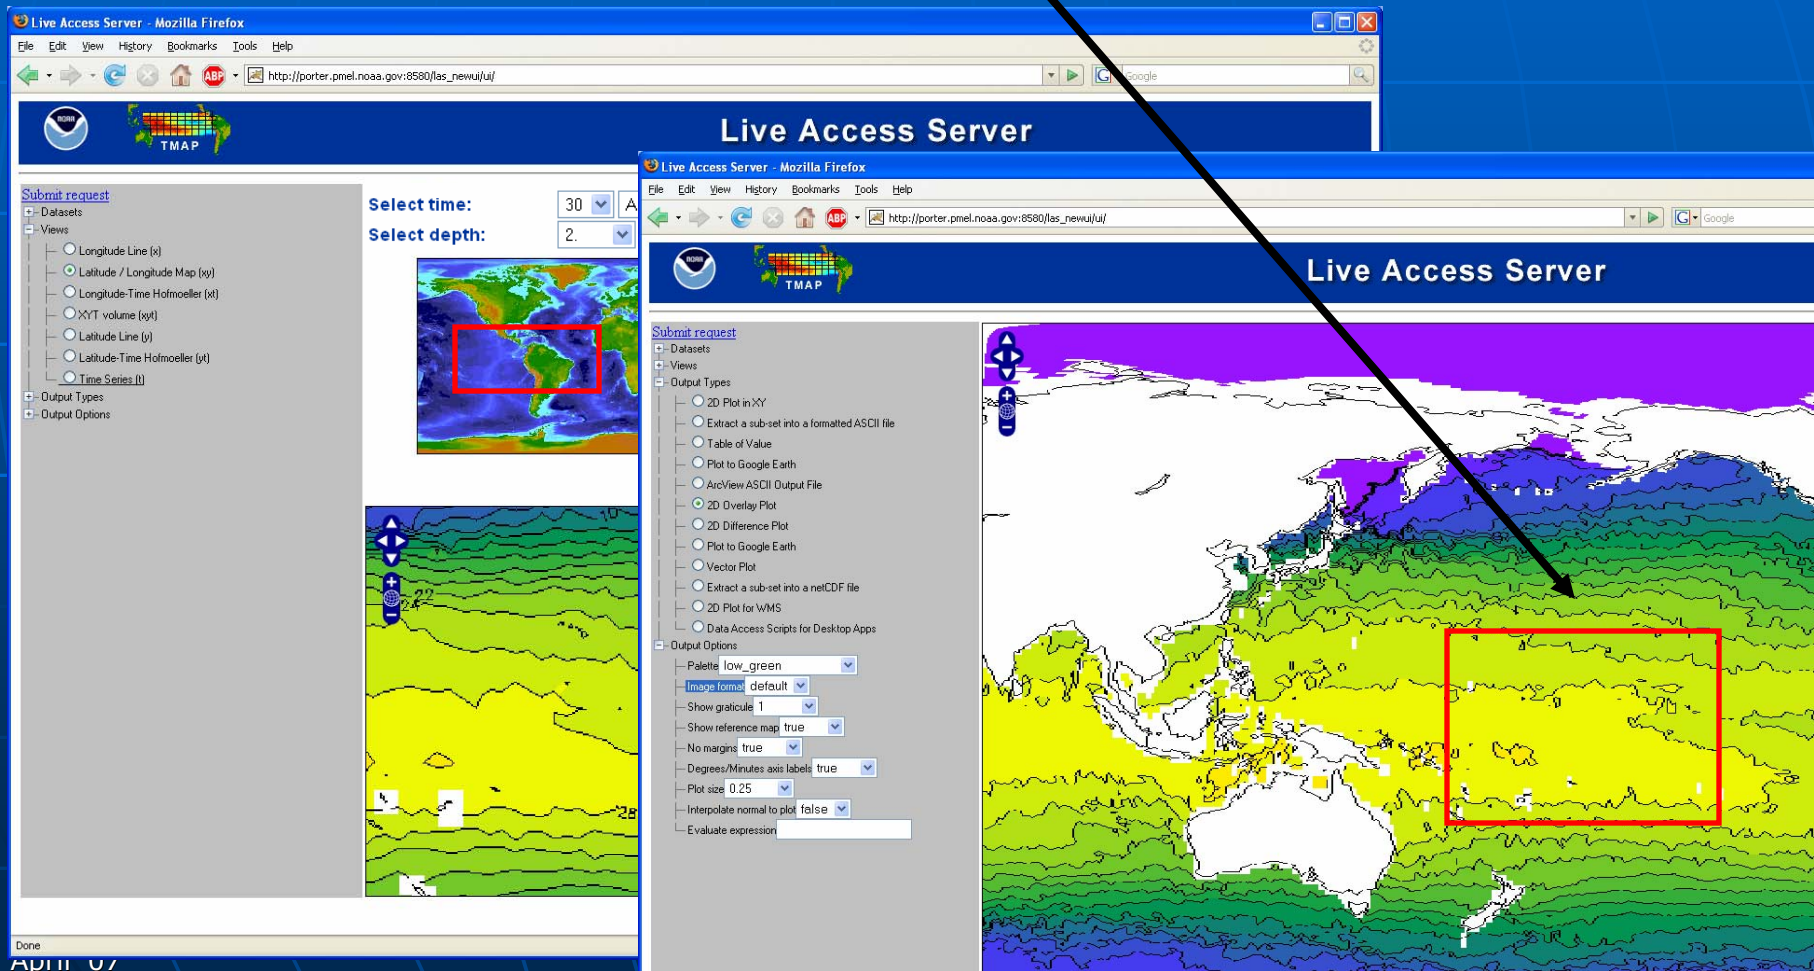 Live Access Server - Mozilla Firefox
File Edit View History Bookmarks Tools Help
ABP http://porter.pmel.noaa.gov:8580/las_newui/ui/ G Google
NOAA TMAP Live Access Server
Submit request
Datasets
Views
Longitude Line (x)
Latitude / Longitude Map (xy)
Longitude-Time Hofmoeller (xt)
XYT volume (xyt)
Latitude Line (y)
Latitude-Time Hofmoeller (yt)
Time Series (t)
Output Types
Output Options
Select time: 30 A
Select depth: 2.
22
Done
April 07
Live Access Server - Mozilla Firefox
File Edit View History Bookmarks Tools Help
ABP http://porter.pmel.noaa.gov:8580/las_newui/ui/ G Google
NOAA TMAP Live Access Server
Submit request
Datasets
Views
Output Types
2D Plot in XY
Extract a sub-set into a formatted ASCII file
Table of Value
Plot to Google Earth
ArcView ASCII Output File
2D Overlay Plot
2D Difference Plot
Plot to Google Earth
Vector Plot
Extract a sub-set into a netCDF file
2D Plot for WMS
Data Access Scripts for Desktop Apps
Output Options
Palette low_green
Image format default
Show graticule 1
Show reference map true
No margins true
Degrees/Minutes axis labels true
Plot size 0.25
Interpolate normal to plot false
Evaluate expression